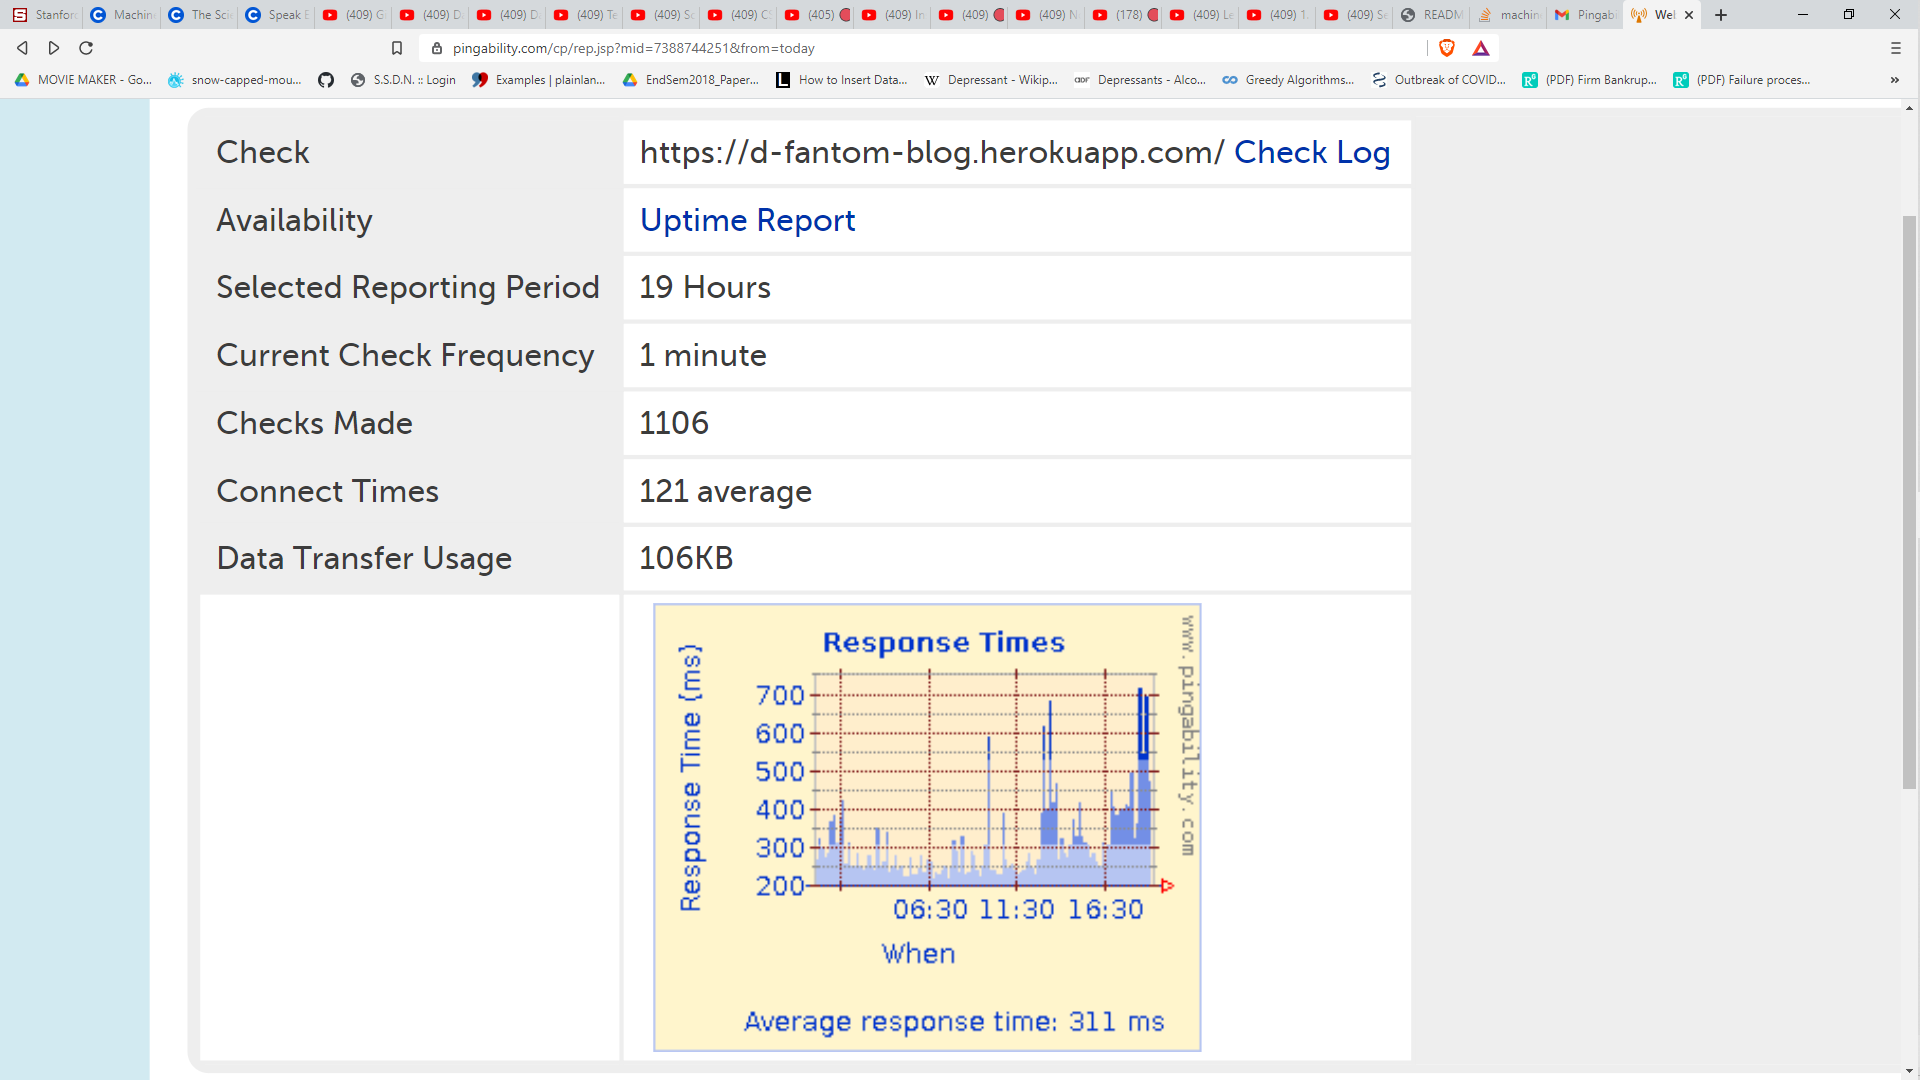 Stanfor
Machin
The Sci
Speak E
(409) G
(409) D
(409) D
(409) Te
(409) Sc
(409) C
(405)
(409) In
(409)
(409) N
(178)
(409) Le
(409) 1.
(409) Se
READM
machin
Pingabi
Web
pingability.com/cp/rep.jsp?mid=7388744251&from=today
MOVIE MAKER - Go...
snow-capped-mou...
S.S.D.N. :: Login
Examples | plainlan...
EndSem2018_Paper...
How to Insert Data...
Depressant - Wikip...
Depressants - Alco...
Greedy Algorithms...
Outbreak of COVID...
(PDF) Firm Bankrup...
(PDF) Failure proces...
»
Check
https://d-fantom-blog.herokuapp.com/ Check Log
Availability
Uptime Report
Selected Reporting Period
19 Hours
Current Check Frequency
1 minute
Checks Made
1106
Connect Times
121 average
Data Transfer Usage
106KB
Response Times
www.pingability.com
Response Time (ms)
700
600
500
400
300
200
06:30 11:30 16:30
When
Average response time: 311 ms